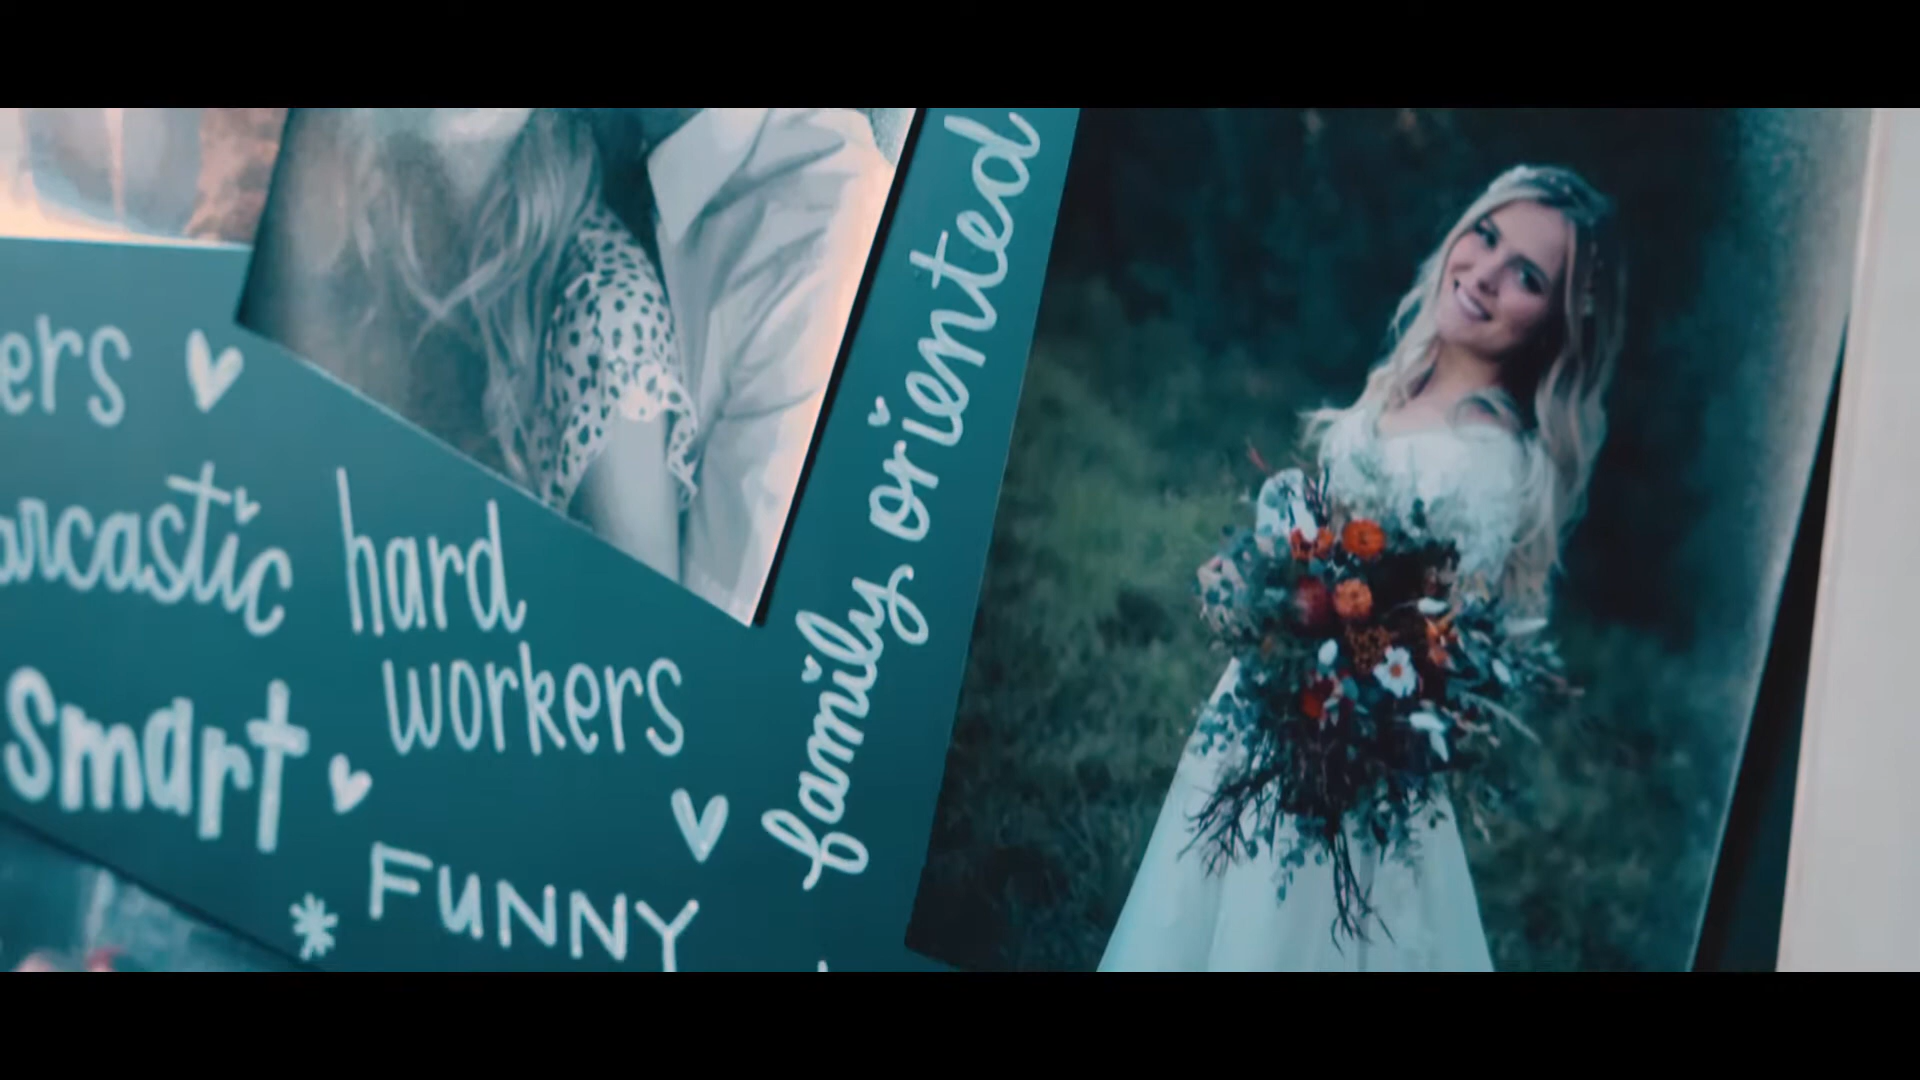 ers
arcastic
hard
workers
smart
FUNNY
family oriented